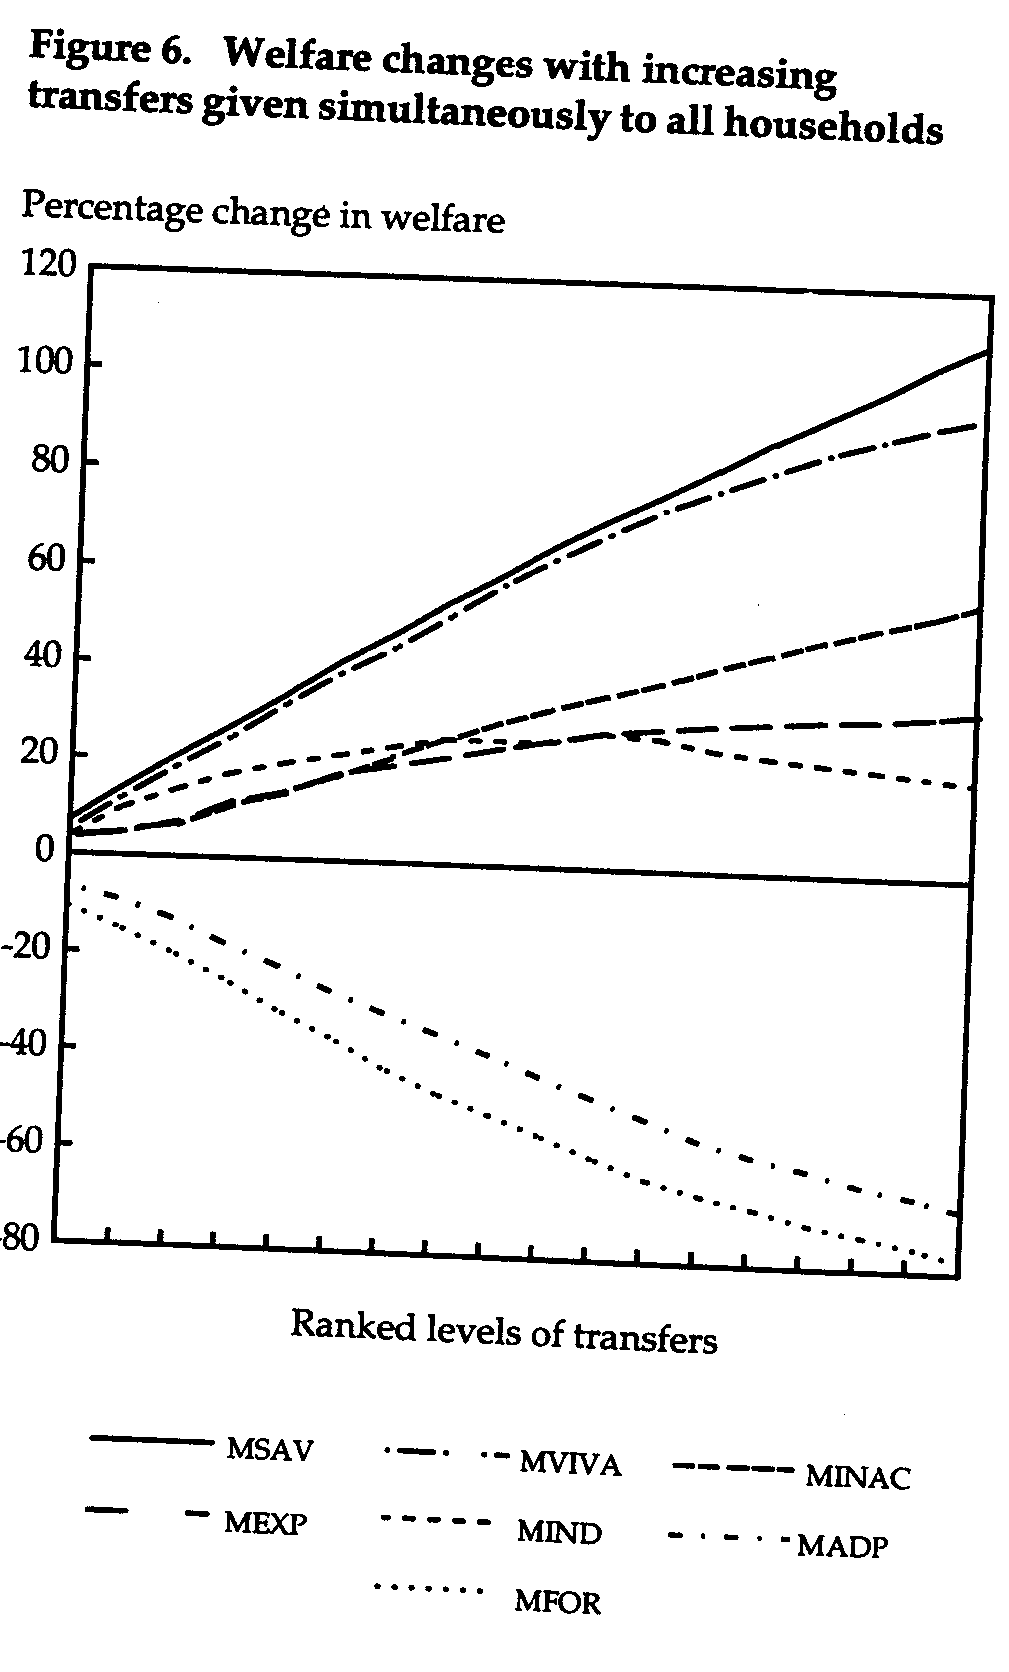 Figure 6. Welfare changes with increasing
transfers given simultaneously to all households
Percentage change in welfare
120
100
80
60
40
20
0
-20
-40
-60
-80
Ranked levels of transfers
MSAV MVIVA MINAC
MEXP MIND MADP
MFOR